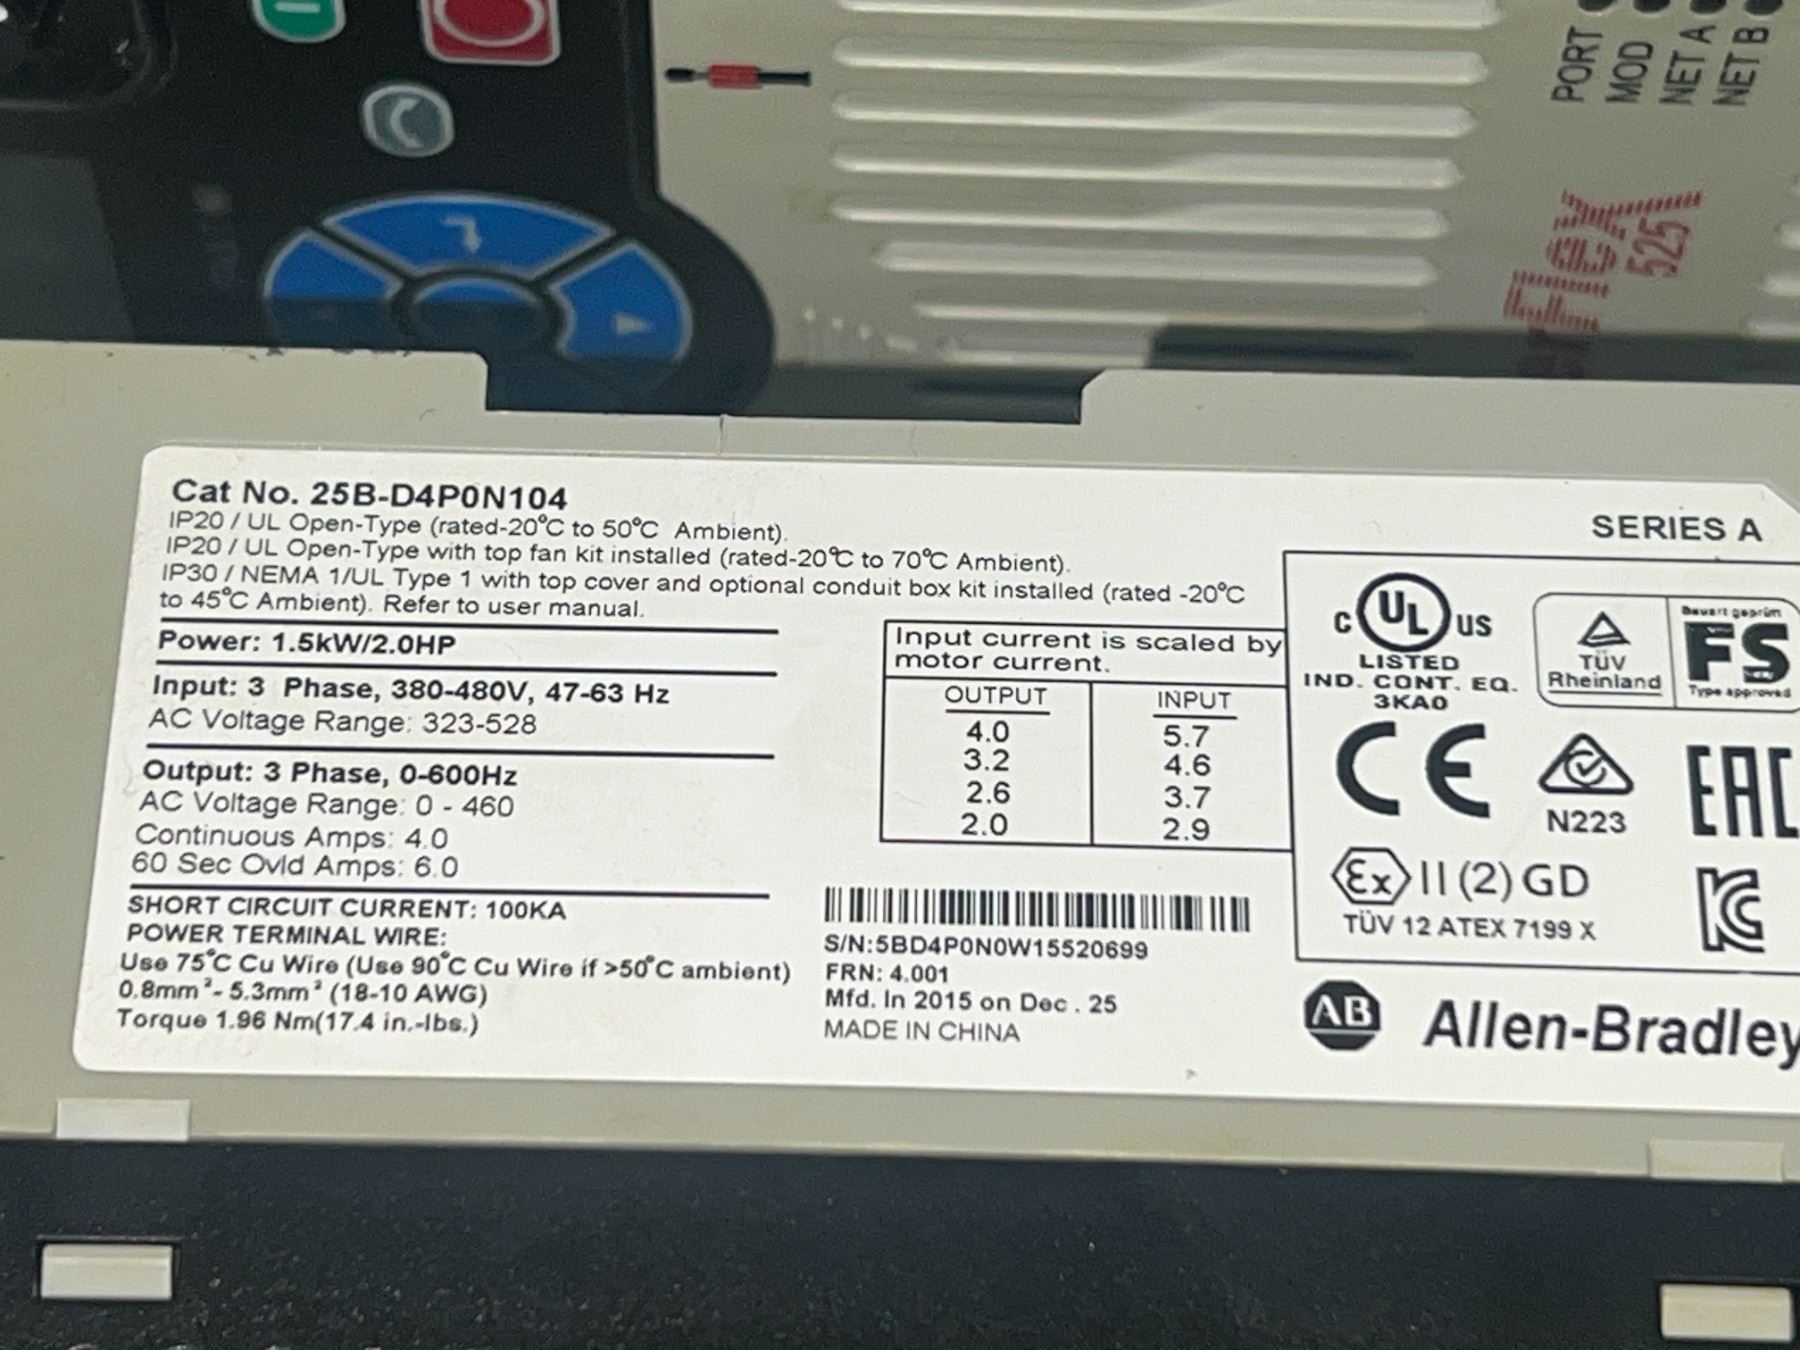 PORT
MOD
NET A
NET B
Flex
525
Cat No. 25B-D4P0N104
IP20 / UL Open-Type (rated-20°C to 50°C Ambient).
IP20 / UL Open-Type with top fan kit installed (rated-20°C to 70°C Ambient).
IP30 / NEMA 1/UL Type 1 with top cover and optional conduit box kit installed (rated -20°C
to 45°C Ambient). Refer to user manual.
SERIES A
Power: 1.5kW/2.0HP
Input: 3 Phase, 380-480V, 47-63 Hz
AC Voltage Range: 323-528
Output: 3 Phase, 0-600Hz
AC Voltage Range: 0 - 460
Continuous Amps: 4.0
60 Sec Ovld Amps: 6.0
SHORT CIRCUIT CURRENT: 100KA
POWER TERMINAL WIRE:
Use 75°C Cu Wire (Use 90°C Cu Wire if >50°C ambient)
0.8mm²- 5.3mm² (18-10 AWG)
Torque 1.96 Nm(17.4 in.-lbs.)
Input current is scaled by
motor current.
OUTPUT INPUT
4.0 5.7
3.2 4.6
2.6 3.7
2.0 2.9
S/N:5BD4P0N0W15520699
FRN: 4.001
Mfd. In 2015 on Dec . 25
MADE IN CHINA
C UL US
LISTED
IND. CONT. EQ.
3KA0
TÜV
Rheinland
Bauart geprüft
FS
Type approved
CE
N223
EAC
Ex II (2) GD
TÜV 12 ATEX 7199 X
KC
AB Allen-Bradley